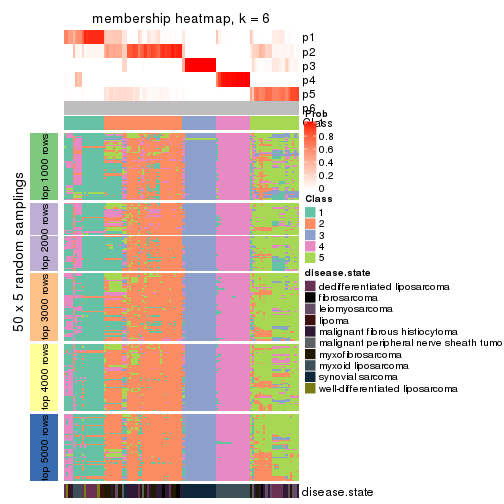 membership heatmap, k = 6
p1
p2
p3
p4
p5
p6
Class
Prob
1
0.8
0.6
0.4
0.2
0
Class
1
2
3
4
5
disease.state
dedifferentiated liposarcoma
fibrosarcoma
leiomyosarcoma
lipoma
malignant fibrous histiocytoma
malignant peripheral nerve sheath tumo
myxofibrosarcoma
myxoid liposarcoma
synovial sarcoma
well-differentiated liposarcoma
50 x 5 random samplings
top 1000 rows
top 2000 rows
top 3000 rows
top 4000 rows
top 5000 rows
disease.state